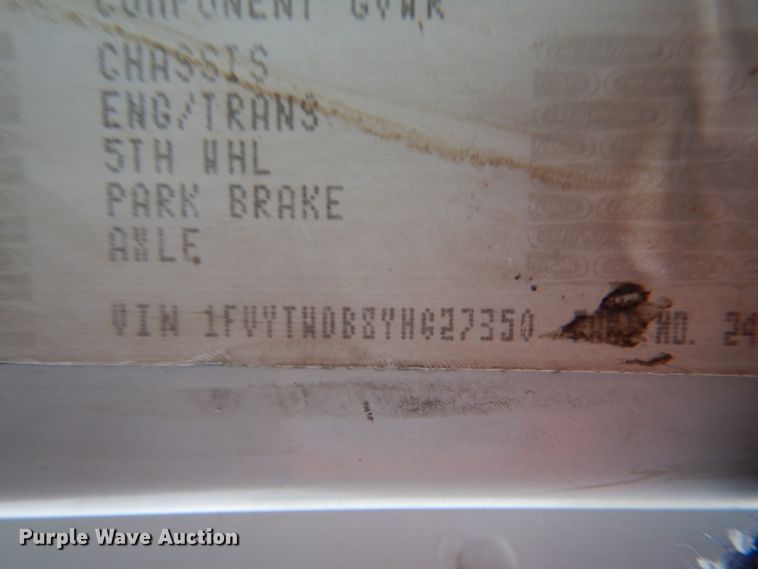 COMPONENT GVWR
CHASSIS
ENG/TRANS
5TH WHL
PARK BRAKE
AXLE
VIN 1FVYTWDB8YHG27350 NO. 24
Purple Wave Auction